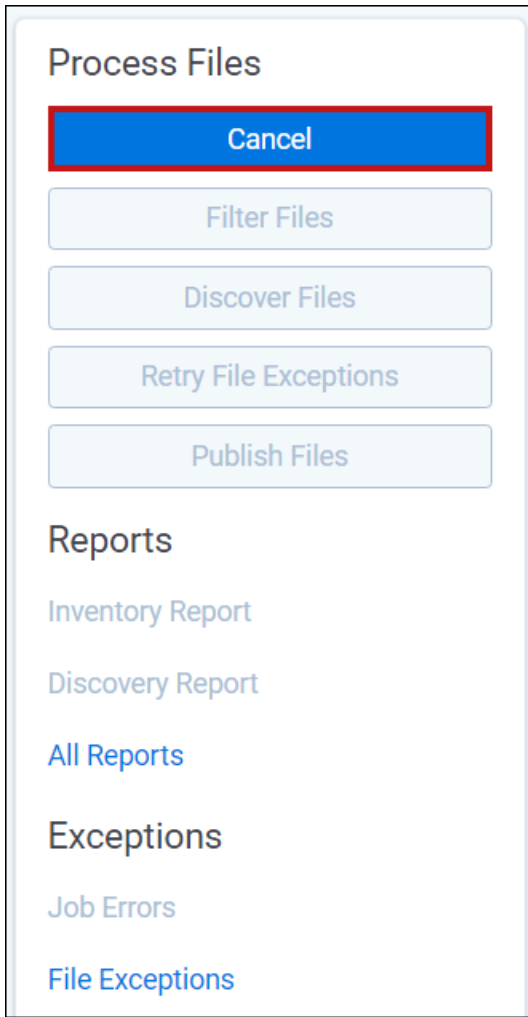 Process Files
Cancel
Filter Files
Discover Files
Retry File Exceptions
Publish Files
Reports
Inventory Report
Discovery Report
All Reports
Exceptions
Job Errors
File Exceptions